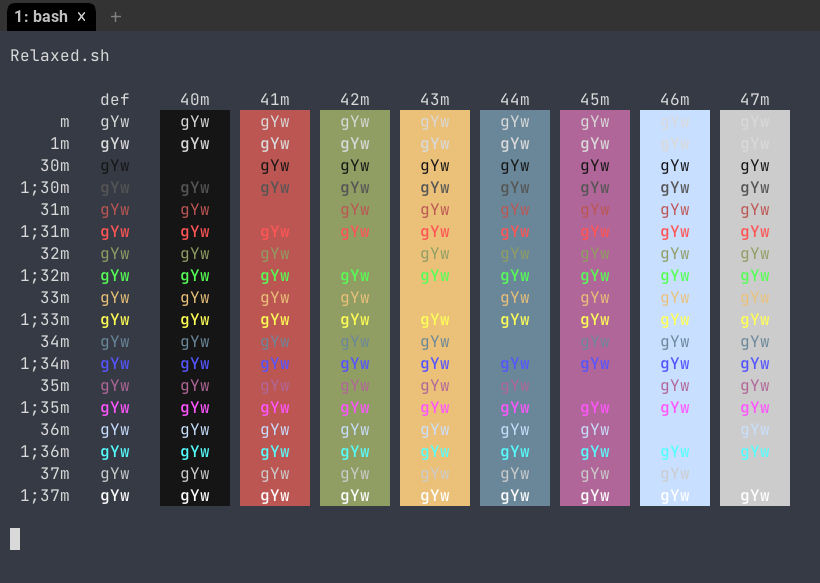 1: bash × +
Relaxed.sh
def 40m 41m 42m 43m 44m 45m 46m 47m
m gYw gYw gYw gYw gYw gYw gYw gYw gYw
1m gYw gYw gYw gYw gYw gYw gYw gYw gYw
30m gYw gYw gYw gYw gYw gYw gYw gYw
1;30m gYw gYw gYw gYw gYw gYw gYw gYw gYw
31m gYw gYw gYw gYw gYw gYw gYw gYw
1;31m gYw gYw gYw gYw gYw gYw gYw gYw gYw
32m gYw gYw gYw gYw gYw gYw gYw gYw
1;32m gYw gYw gYw gYw gYw gYw gYw gYw gYw
33m gYw gYw gYw gYw gYw gYw gYw gYw
1;33m gYw gYw gYw gYw gYw gYw gYw gYw gYw
34m gYw gYw gYw gYw gYw gYw gYw gYw
1;34m gYw gYw gYw gYw gYw gYw gYw gYw gYw
35m gYw gYw gYw gYw gYw gYw gYw gYw
1;35m gYw gYw gYw gYw gYw gYw gYw gYw gYw
36m gYw gYw gYw gYw gYw gYw gYw gYw
1;36m gYw gYw gYw gYw gYw gYw gYw gYw gYw
37m gYw gYw gYw gYw gYw gYw gYw gYw
1;37m gYw gYw gYw gYw gYw gYw gYw gYw gYw